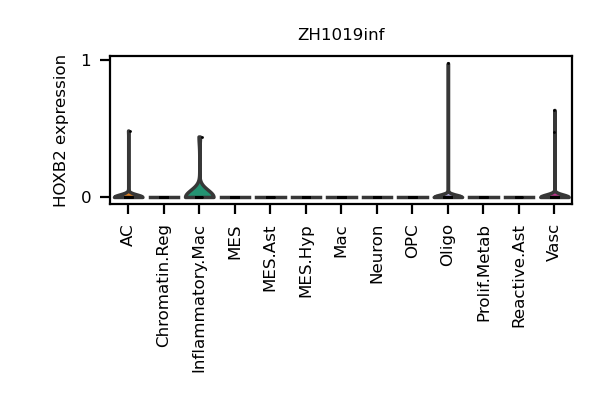 ZH1019inf
HOXB2 expression
1
0
AC
Chromatin.Reg
Inflammatory.Mac
MES
MES.Ast
MES.Hyp
Mac
Neuron
OPC
Oligo
Prolif.Metab
Reactive.Ast
Vasc